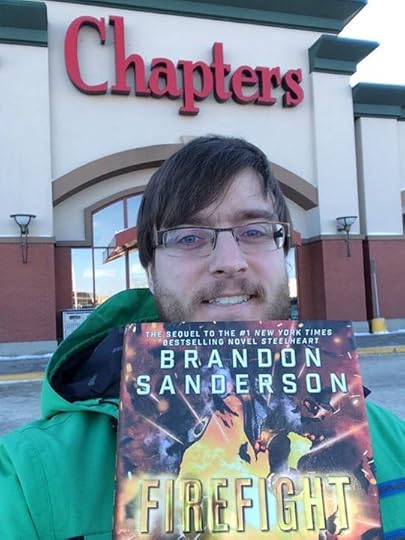 Chapters
THE SEQUEL TO THE #1 NEW YORK TIMES
BESTSELLING NOVEL STEELHEART
BRANDON
SANDERSON
FIREFIGHT